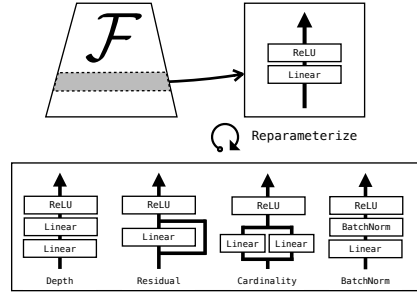 F
ReLU
Linear
Reparameterize
ReLU
Linear
Linear
Depth
ReLU
Linear
Residual
ReLU
Linear Linear
Cardinality
ReLU
BatchNorm
Linear
BatchNorm